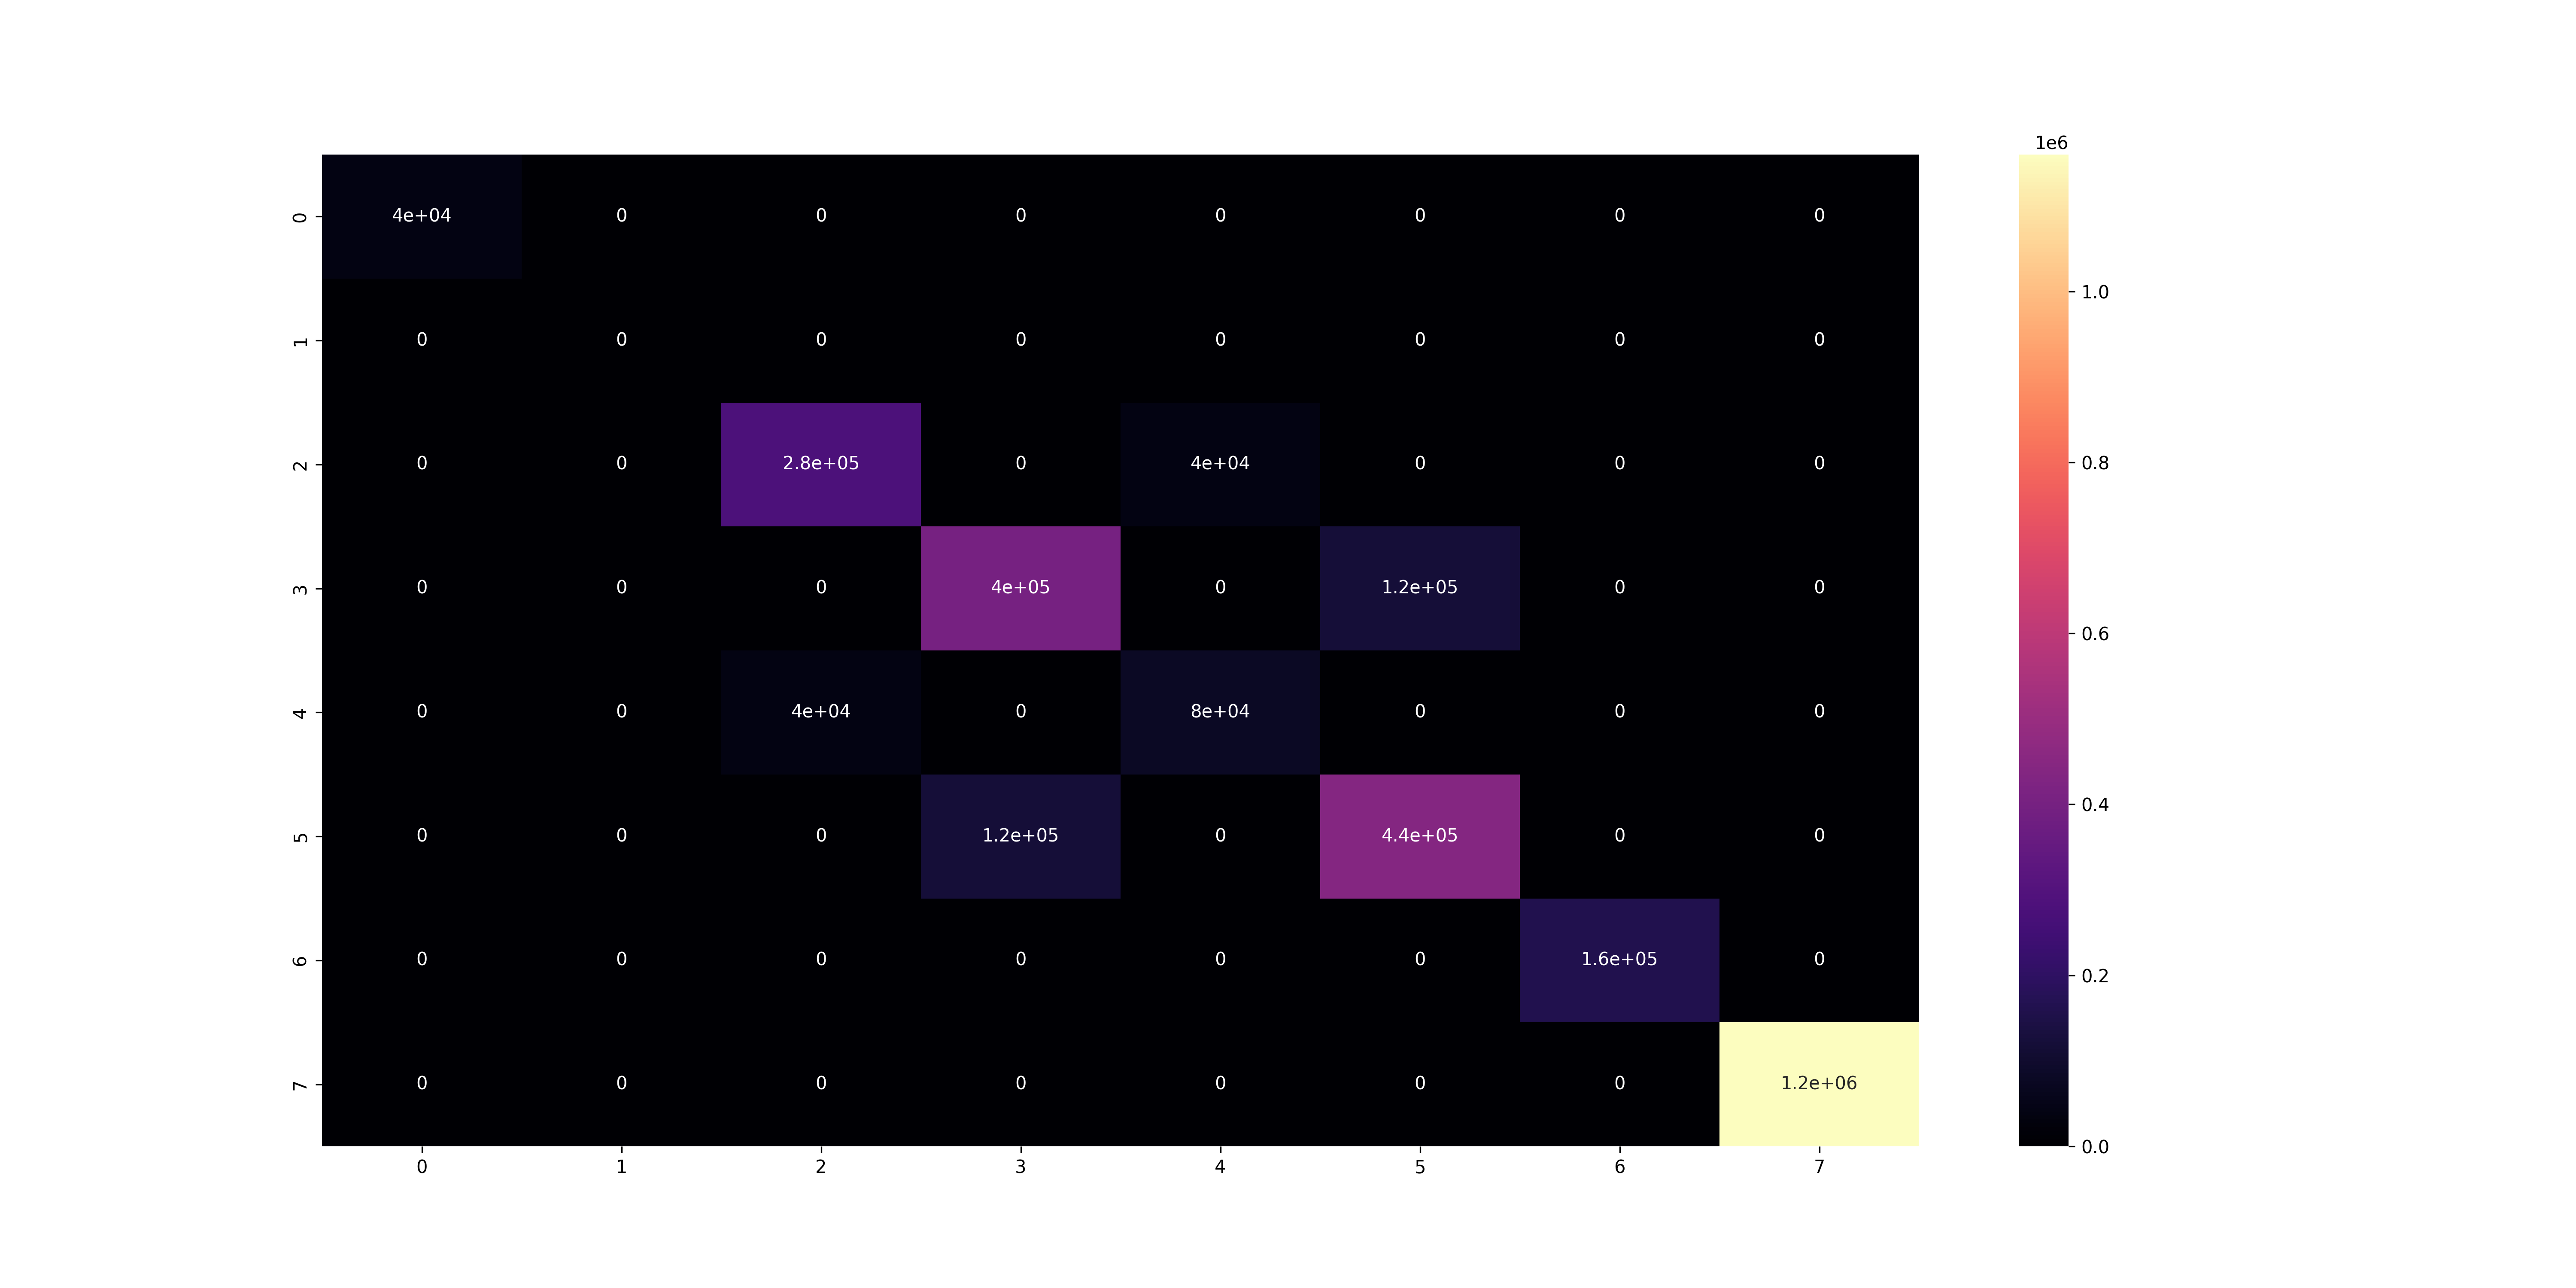 1e6
0 4e+04 0 0 0 0 0 0 0
1 0 0 0 0 0 0 0 0
2 0 0 2.8e+05 0 4e+04 0 0 0
3 0 0 0 4e+05 0 1.2e+05 0 0
4 0 0 4e+04 0 8e+04 0 0 0
5 0 0 0 1.2e+05 0 4.4e+05 0 0
6 0 0 0 0 0 0 1.6e+05 0
7 0 0 0 0 0 0 0 1.2e+06
0 1 2 3 4 5 6 7
1.0
0.8
0.6
0.4
0.2
0.0